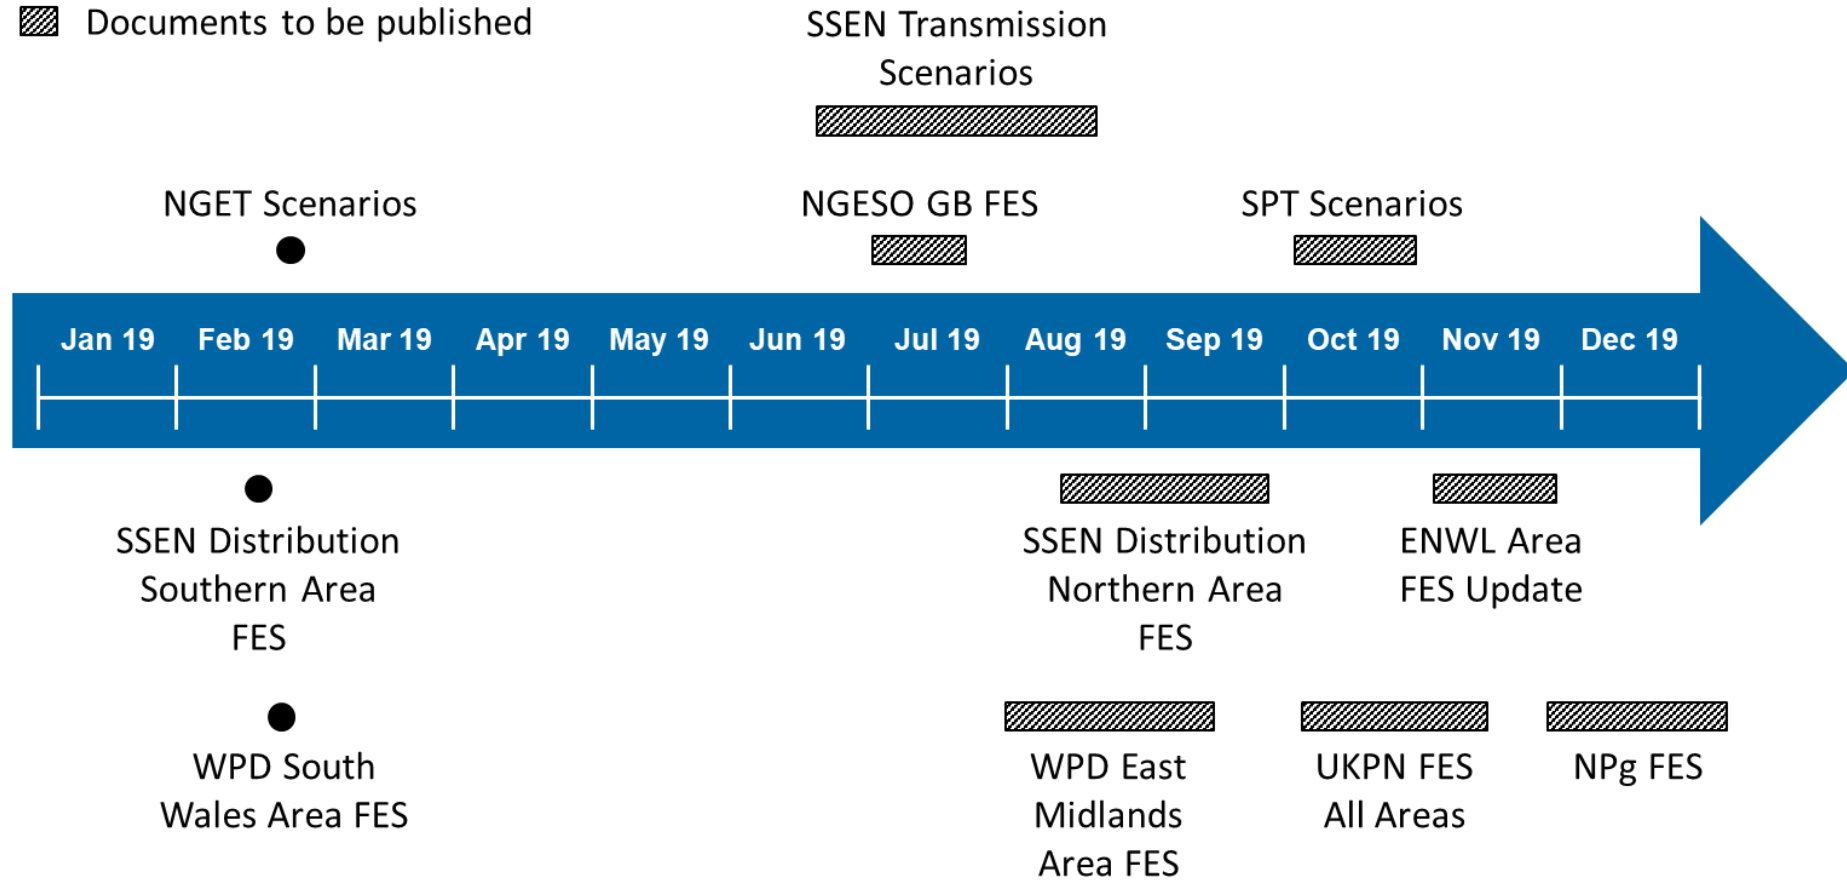 Documents to be published
SSEN Transmission
Scenarios
NGET Scenarios
NGESO GB FES
SPT Scenarios
Jan 19 Feb 19 Mar 19 Apr 19 May 19 Jun 19 Jul 19 Aug 19 Sep 19 Oct 19 Nov 19 Dec 19
SSEN Distribution
Southern Area
FES
SSEN Distribution
Northern Area
FES
ENWL Area
FES Update
WPD South
Wales Area FES
WPD East
Midlands
Area FES
UKPN FES
All Areas
NPg FES